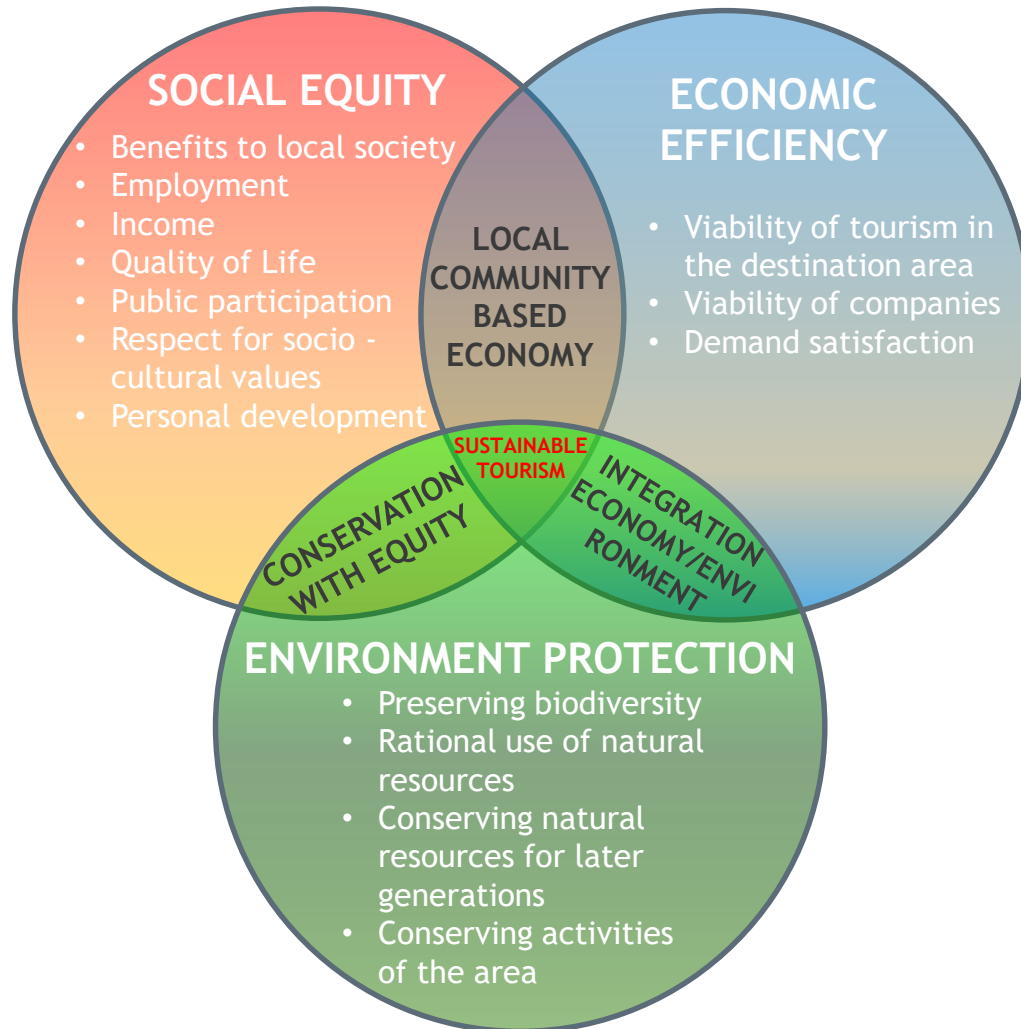 SOCIAL EQUITY
• Benefits to local society
• Employment
• Income
• Quality of Life
• Public participation
• Respect for socio -
cultural values
• Personal development
ECONOMIC
EFFICIENCY
• Viability of tourism in
the destination area
• Viability of companies
• Demand satisfaction
LOCAL
COMMUNITY
BASED
ECONOMY
SUSTAINABLE
TOURISM
CONSERVATION
WITH EQUITY
INTEGRATION
ECONOMY/ENVI
RONMENT
ENVIRONMENT PROTECTION
• Preserving biodiversity
• Rational use of natural
resources
• Conserving natural
resources for later
generations
• Conserving activities
of the area